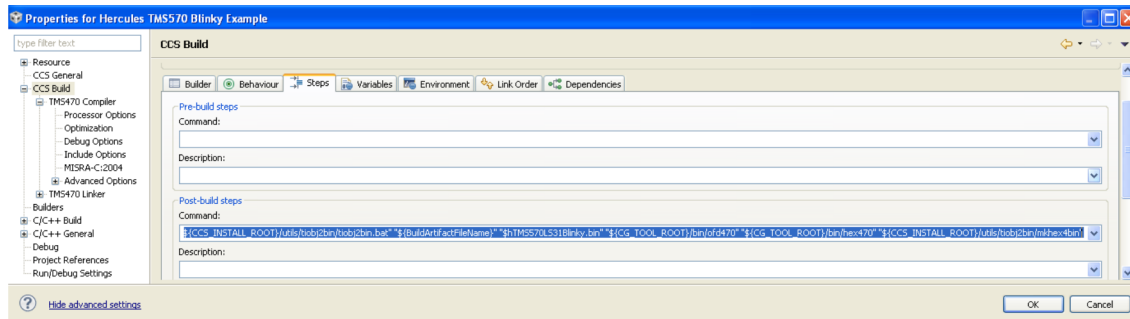 Properties for Hercules TMS570 Blinky Example
type filter text
Resource
CCS General
CCS Build
TMS470 Compiler
Processor Options
Optimization
Debug Options
Include Options
MISRA-C:2004
Advanced Options
TMS470 Linker
Builders
C/C++ Build
C/C++ General
Debug
Project References
Run/Debug Settings
CCS Build
Builder Behaviour Steps Variables Environment Link Order Dependencies
Pre-build steps
Command:
Description:
Post-build steps
Command:
${CCS_INSTALL_ROOT}/utils/tiobj2bin/tiobj2bin.bat" "${BuildArtifactFileName}" "$hTMS570LS31Blinky.bin" "${CG_TOOL_ROOT}/bin/ofd470" "${CG_TOOL_ROOT}/bin/hex470" "${CCS_INSTALL_ROOT}/utils/tiobj2bin/mkhex4bin"
Description:
Hide advanced settings
OK Cancel